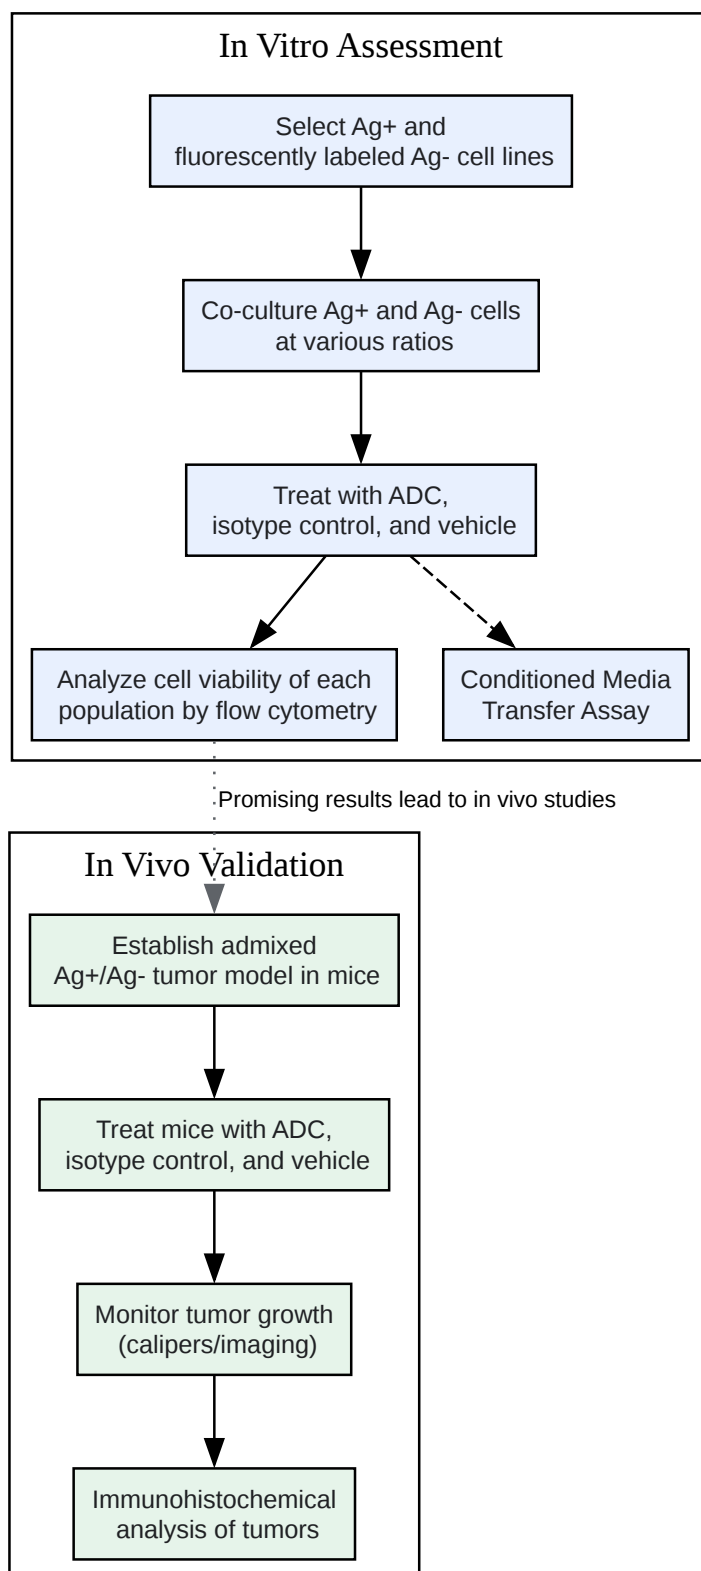 In Vitro Assessment
Select Ag+ and
fluorescently labeled Ag- cell lines
Co-culture Ag+ and Ag- cells
at various ratios
Treat with ADC,
isotype control, and vehicle
Analyze cell viability of each
population by flow cytometry
Conditioned Media
Transfer Assay
Promising results lead to in vivo studies
In Vivo Validation
Establish admixed
Ag+/Ag- tumor model in mice
Treat mice with ADC,
isotype control, and vehicle
Monitor tumor growth
(calipers/imaging)
Immunohistochemical
analysis of tumors